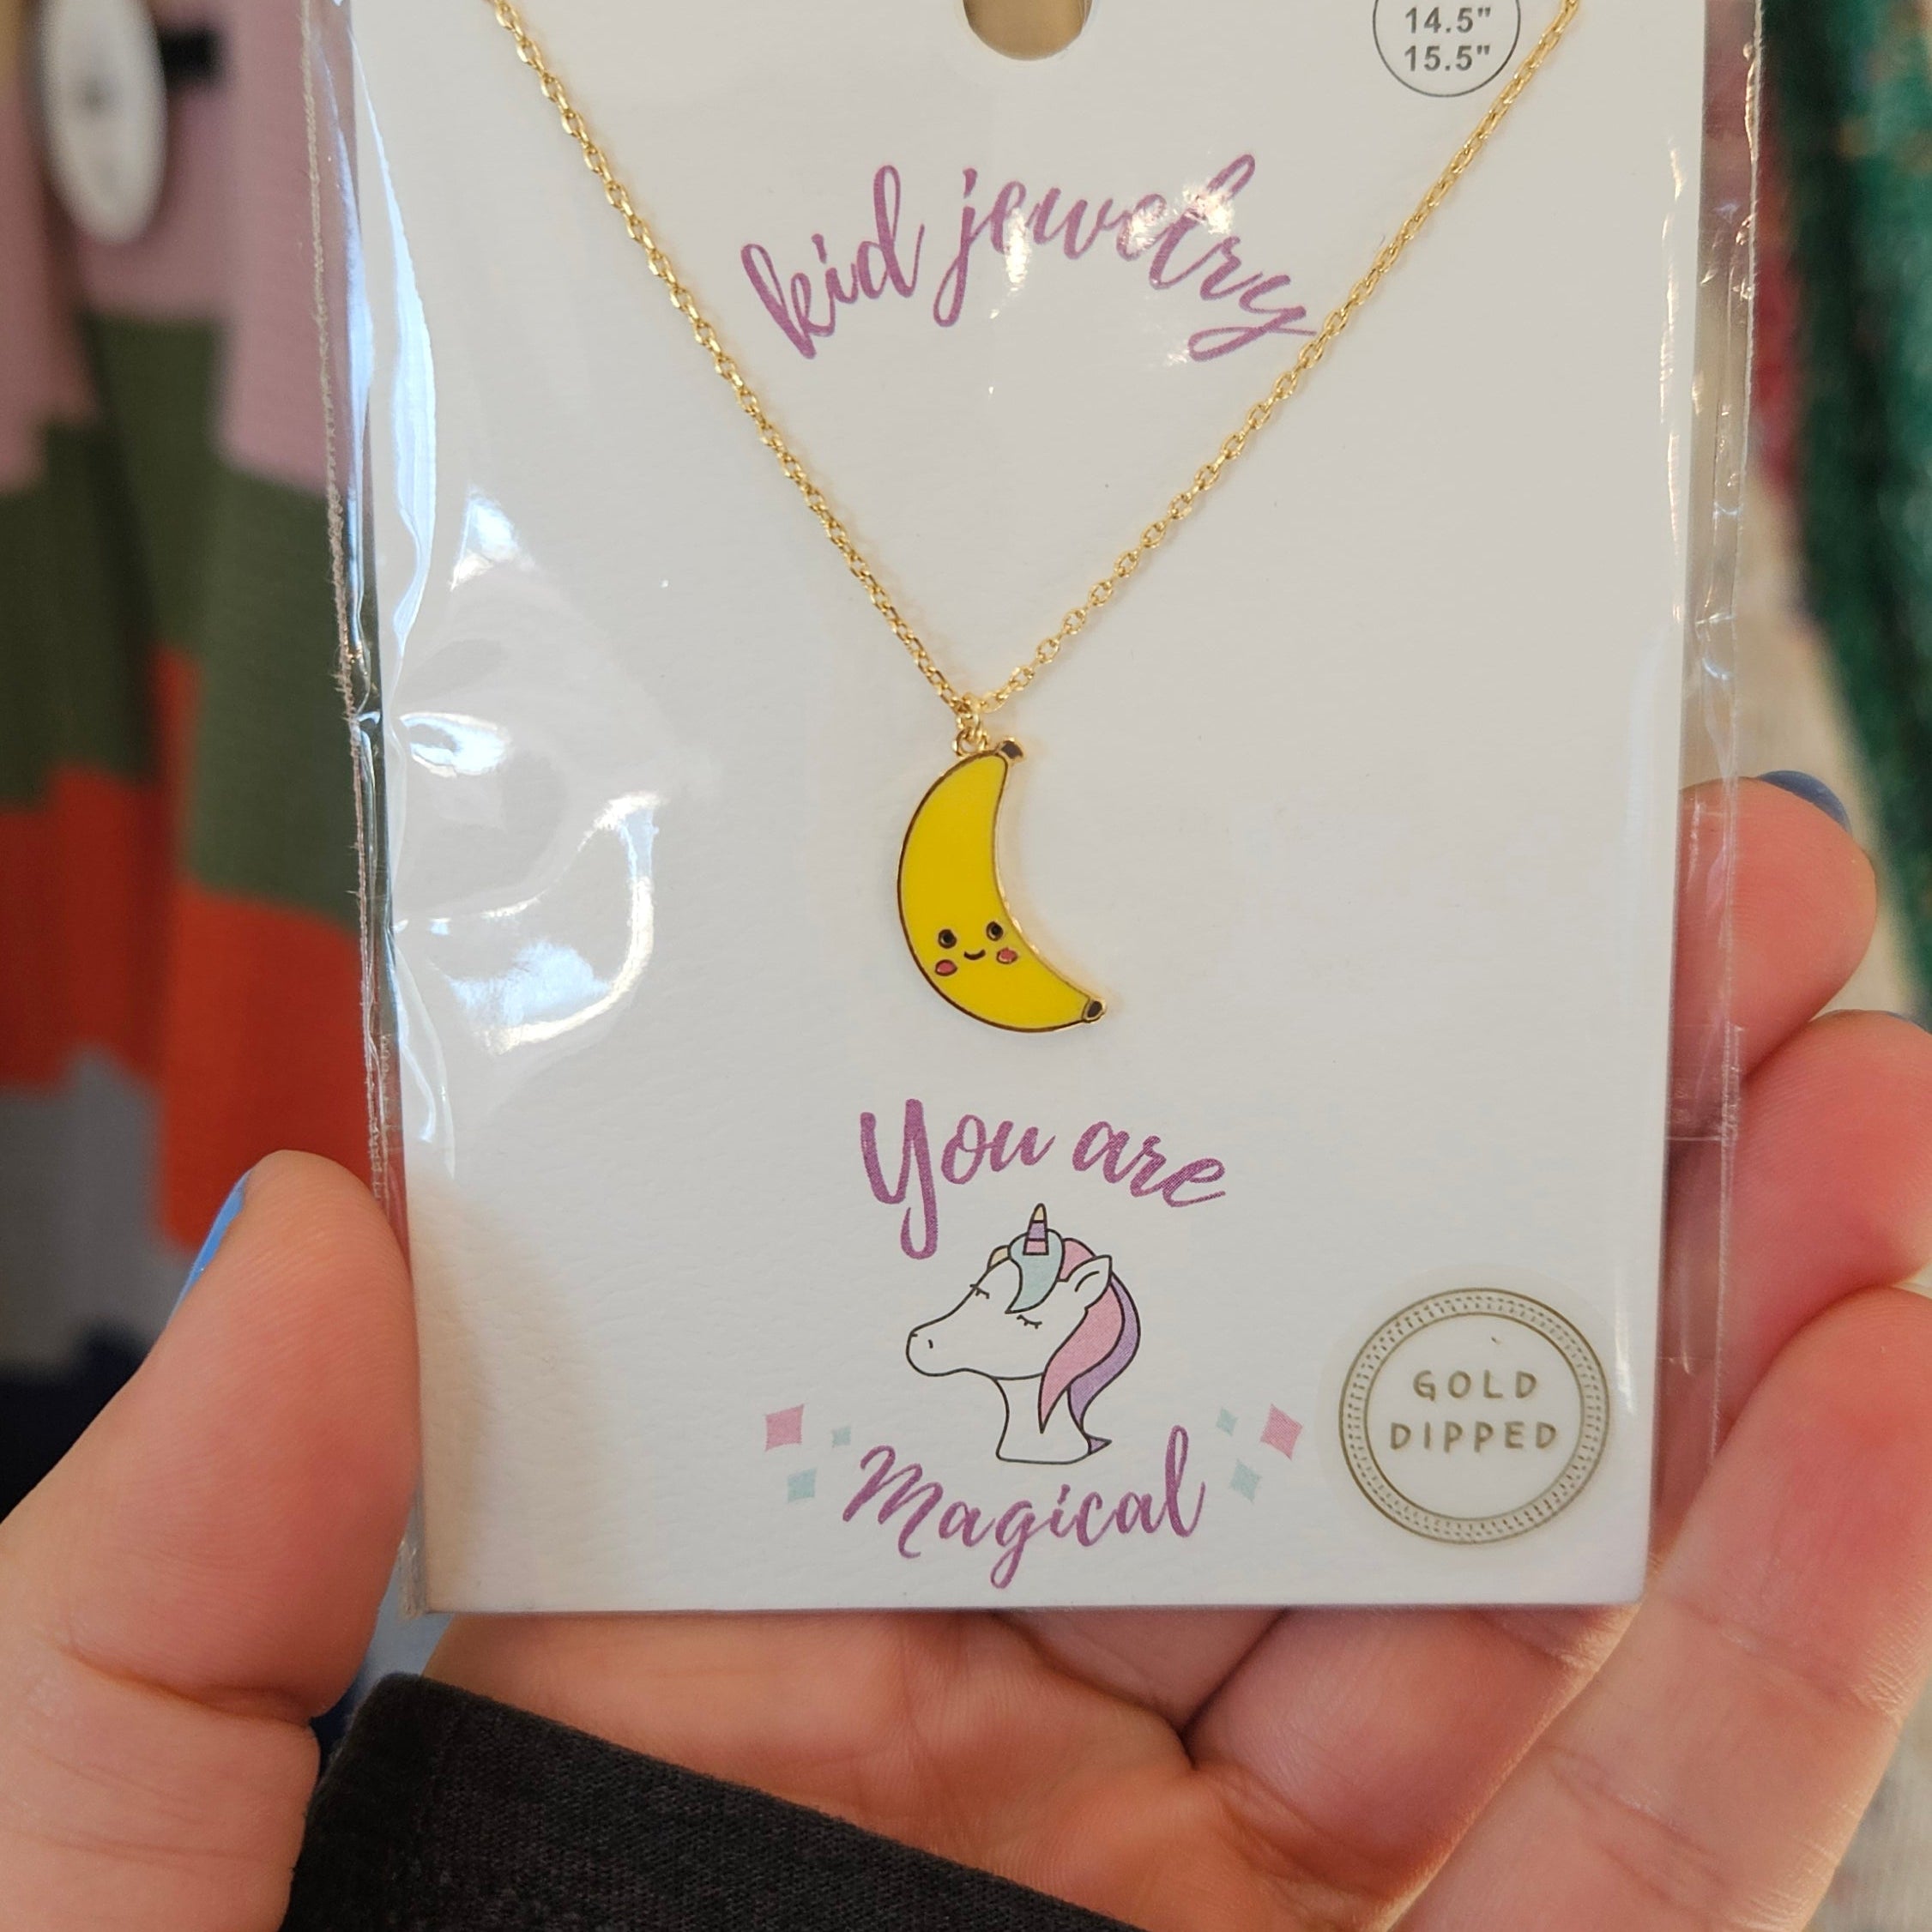 14.5"
15.5"
kid jewelry
You are
Magical
GOLD
DIPPED